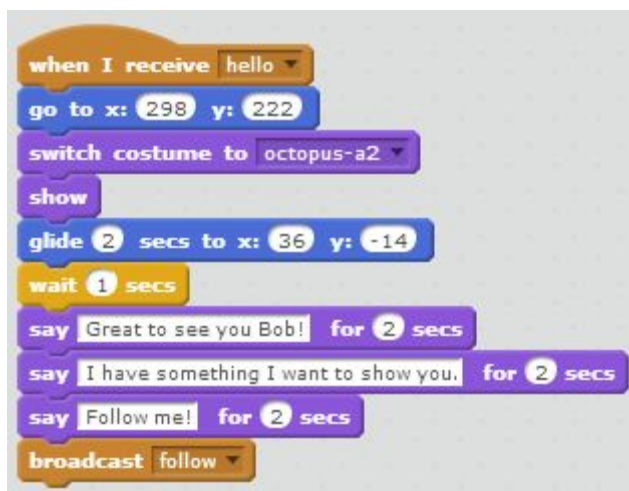 when I receive hello
go to x: 298 y: 222
switch costume to octopus-a2
show
glide 2 secs to x: 36 y: -14
wait 1 secs
say Great to see you Bob! for 2 secs
say I have something I want to show you. for 2 secs
say Follow me! for 2 secs
broadcast follow